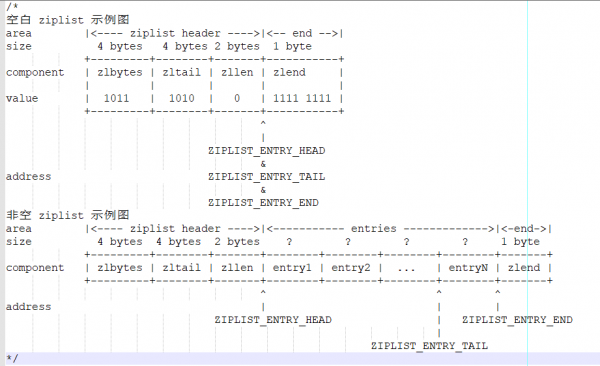 /*
空白 ziplist 示例图
area |<---- ziplist header ---->|<-- end -->|
size 4 bytes 4 bytes 2 bytes 1 byte
+---------+--------+-------+-----------+
component | zlbytes | zltail | zllen | zlend |
| | | | |
value | 1011 | 1010 | 0 | 1111 1111 |
+---------+--------+-------+-----------+
^
|
ZIPLIST_ENTRY_HEAD
&
address ZIPLIST_ENTRY_TAIL
&
ZIPLIST_ENTRY_END
非空 ziplist 示例图
area |<---- ziplist header ---->|<----------- entries ------------->|<-end->|
size 4 bytes 4 bytes 2 bytes ? ? ? ? 1 byte
+---------+--------+-------+--------+--------+--------+--------+-------+
component | zlbytes | zltail | zllen | entry1 | entry2 | ... | entryN | zlend |
+---------+--------+-------+--------+--------+--------+--------+-------+
^ ^ ^
address | | |
ZIPLIST_ENTRY_HEAD | ZIPLIST_ENTRY_END
|
ZIPLIST_ENTRY_TAIL
*/